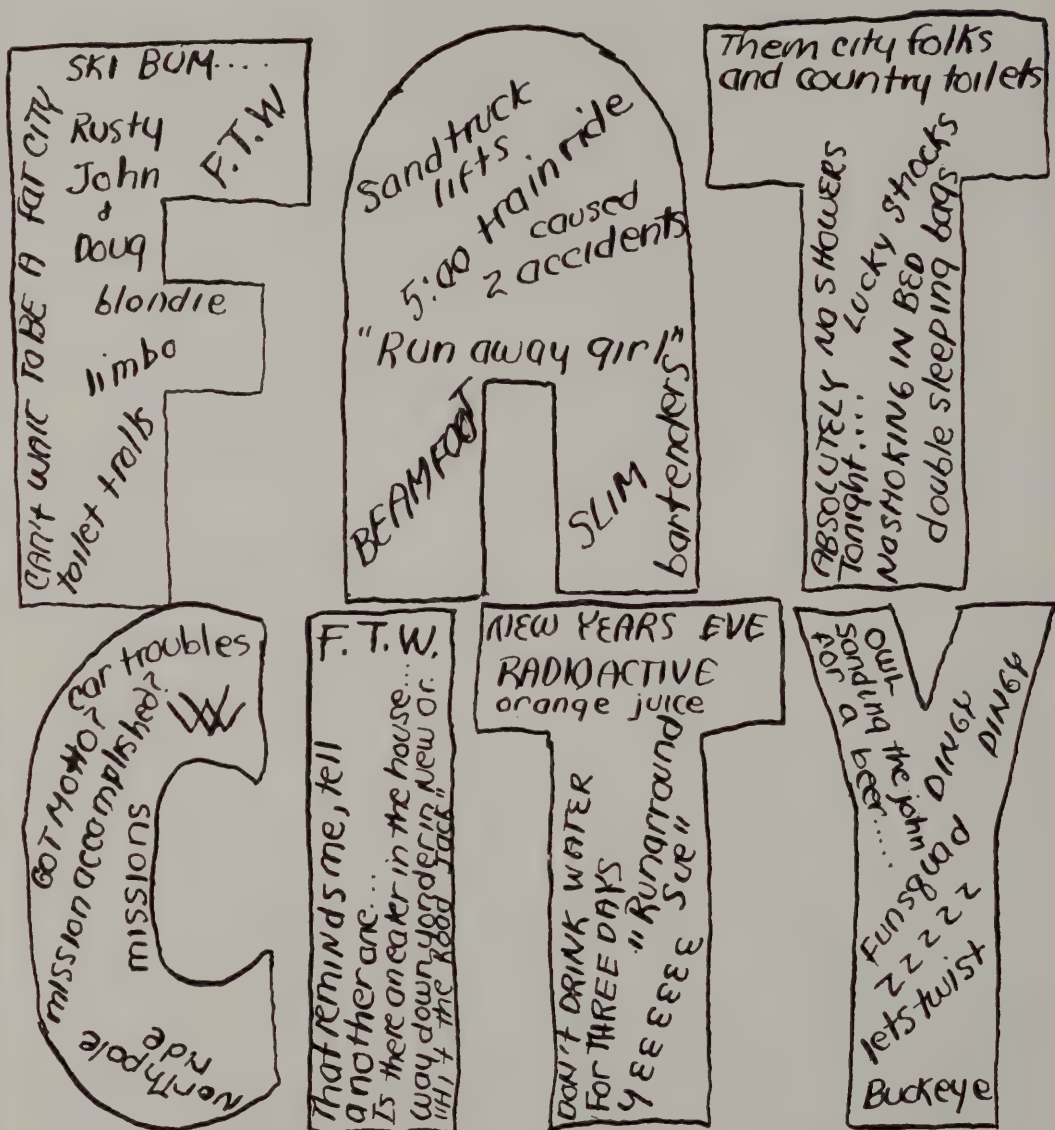 SKI BUM....
Rusty
John
&
Doug
F.T.W
CAN't WAIT TO BE A FAT CITY
blondie
limbo
toilet trolls
Sand truck
lifts
5:00 train ride
caused
2 accidents
"Run away girl"
BEAMFOOT
SLIM
bartenders
Them city folks
and country toilets
ABSOLUTELY NO SHOWERS
Tonight.... Lucky Shocks
NO SMOKING IN BED
double sleeping bags
car troubles
GOT MOtto?
mission accomplished?
missions
Northpole
ride
F.T.W.
That reminds me, tell
another one...
Is there an eater in the house...
way down yonder in New Or.
"Hit the Road Jack"
NEW YEARS EVE
RADIOACTIVE
orange juice
DON'T DRINK WATER
For THREE DAYS
"Runarround
Sue"
YEEEEEE
owt-
sanding the john
for a beer.....
DINGY
DINGY
Funsquad
ZZZZZ
lets twist
Buckeye